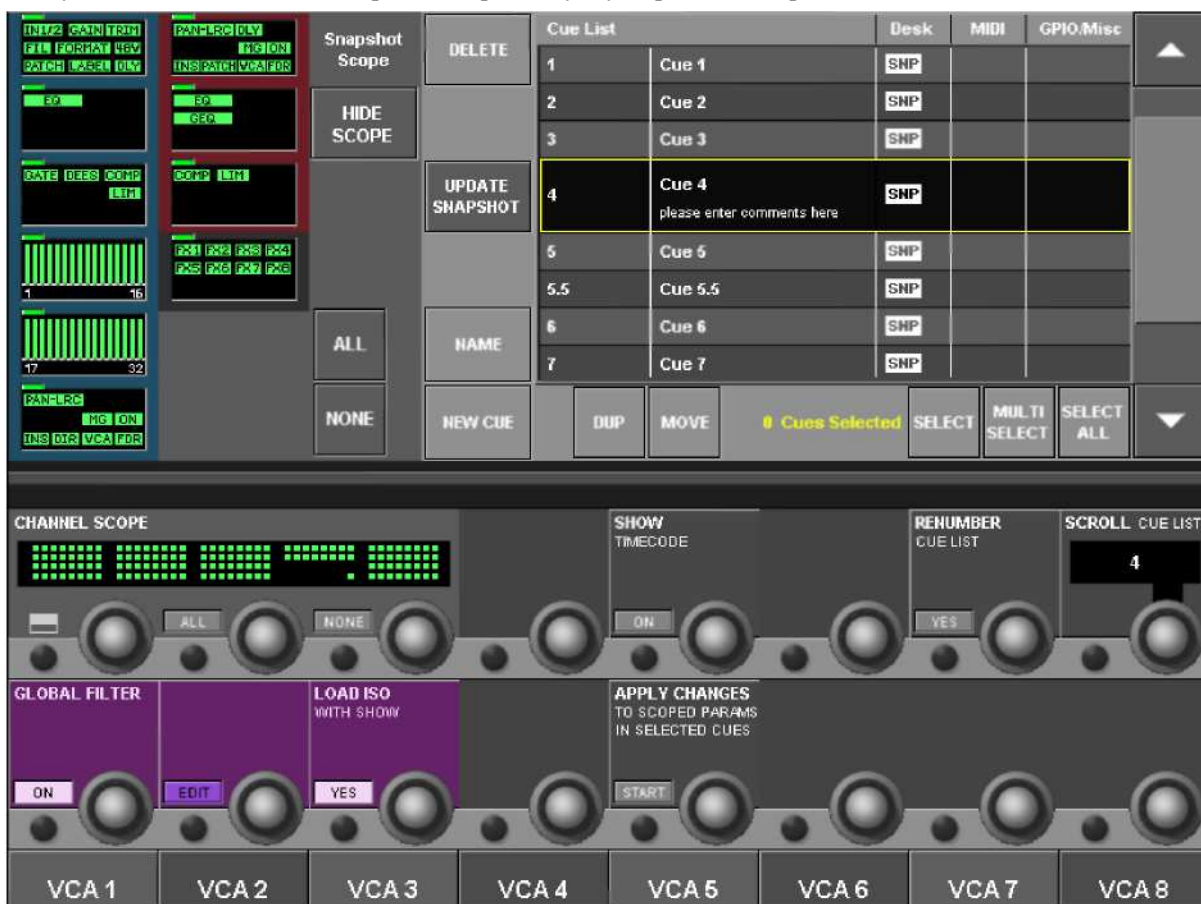 IN1/2 GAIN TRIM
FIL FORMAT 48V
PATCH LABEL DLY
PAN-LRC DLY
MG ON
INS PATCH VCA FDR
Snapshot
Scope
DELETE
Cue List Desk MIDI GPIO/Misc
1 Cue 1 SNP
EQ
EQ
GEQ
HIDE
SCOPE
2 Cue 2 SNP
3 Cue 3 SNP
GATE DEES COMP
LIM
COMP LIM
UPDATE
SNAPSHOT
4 Cue 4 SNP
please enter comments here
1 16
FX1 FX2 FX3 FX4
FX5 FX6 FX7 FX8
5 Cue 5 SNP
5.5 Cue 5.5 SNP
17 32
ALL
NAME
6 Cue 6 SNP
7 Cue 7 SNP
PAN-LRC
MG ON
INS DIR VCA FDR
NONE
NEW CUE
DUP
MOVE
0 Cues Selected
SELECT
MULTI
SELECT
SELECT
ALL
CHANNEL SCOPE
SHOW
TIMECODE
RENUMBER
CUE LIST
SCROLL CUE LIST
4
ALL
NONE
ON
YES
GLOBAL FILTER
LOAD ISO
WITH SHOW
APPLY CHANGES
TO SCOPED PARAMS
IN SELECTED CUES
ON
EDIT
YES
START
VCA 1 VCA 2 VCA 3 VCA 4 VCA 5 VCA 6 VCA 7 VCA 8